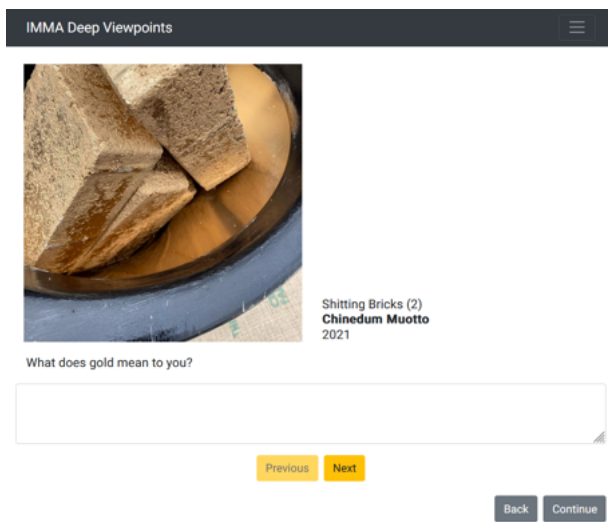 IMMA Deep Viewpoints
Shitting Bricks (2)
Chinedum Muotto
2021
What does gold mean to you?
Previous Next
Back Continue